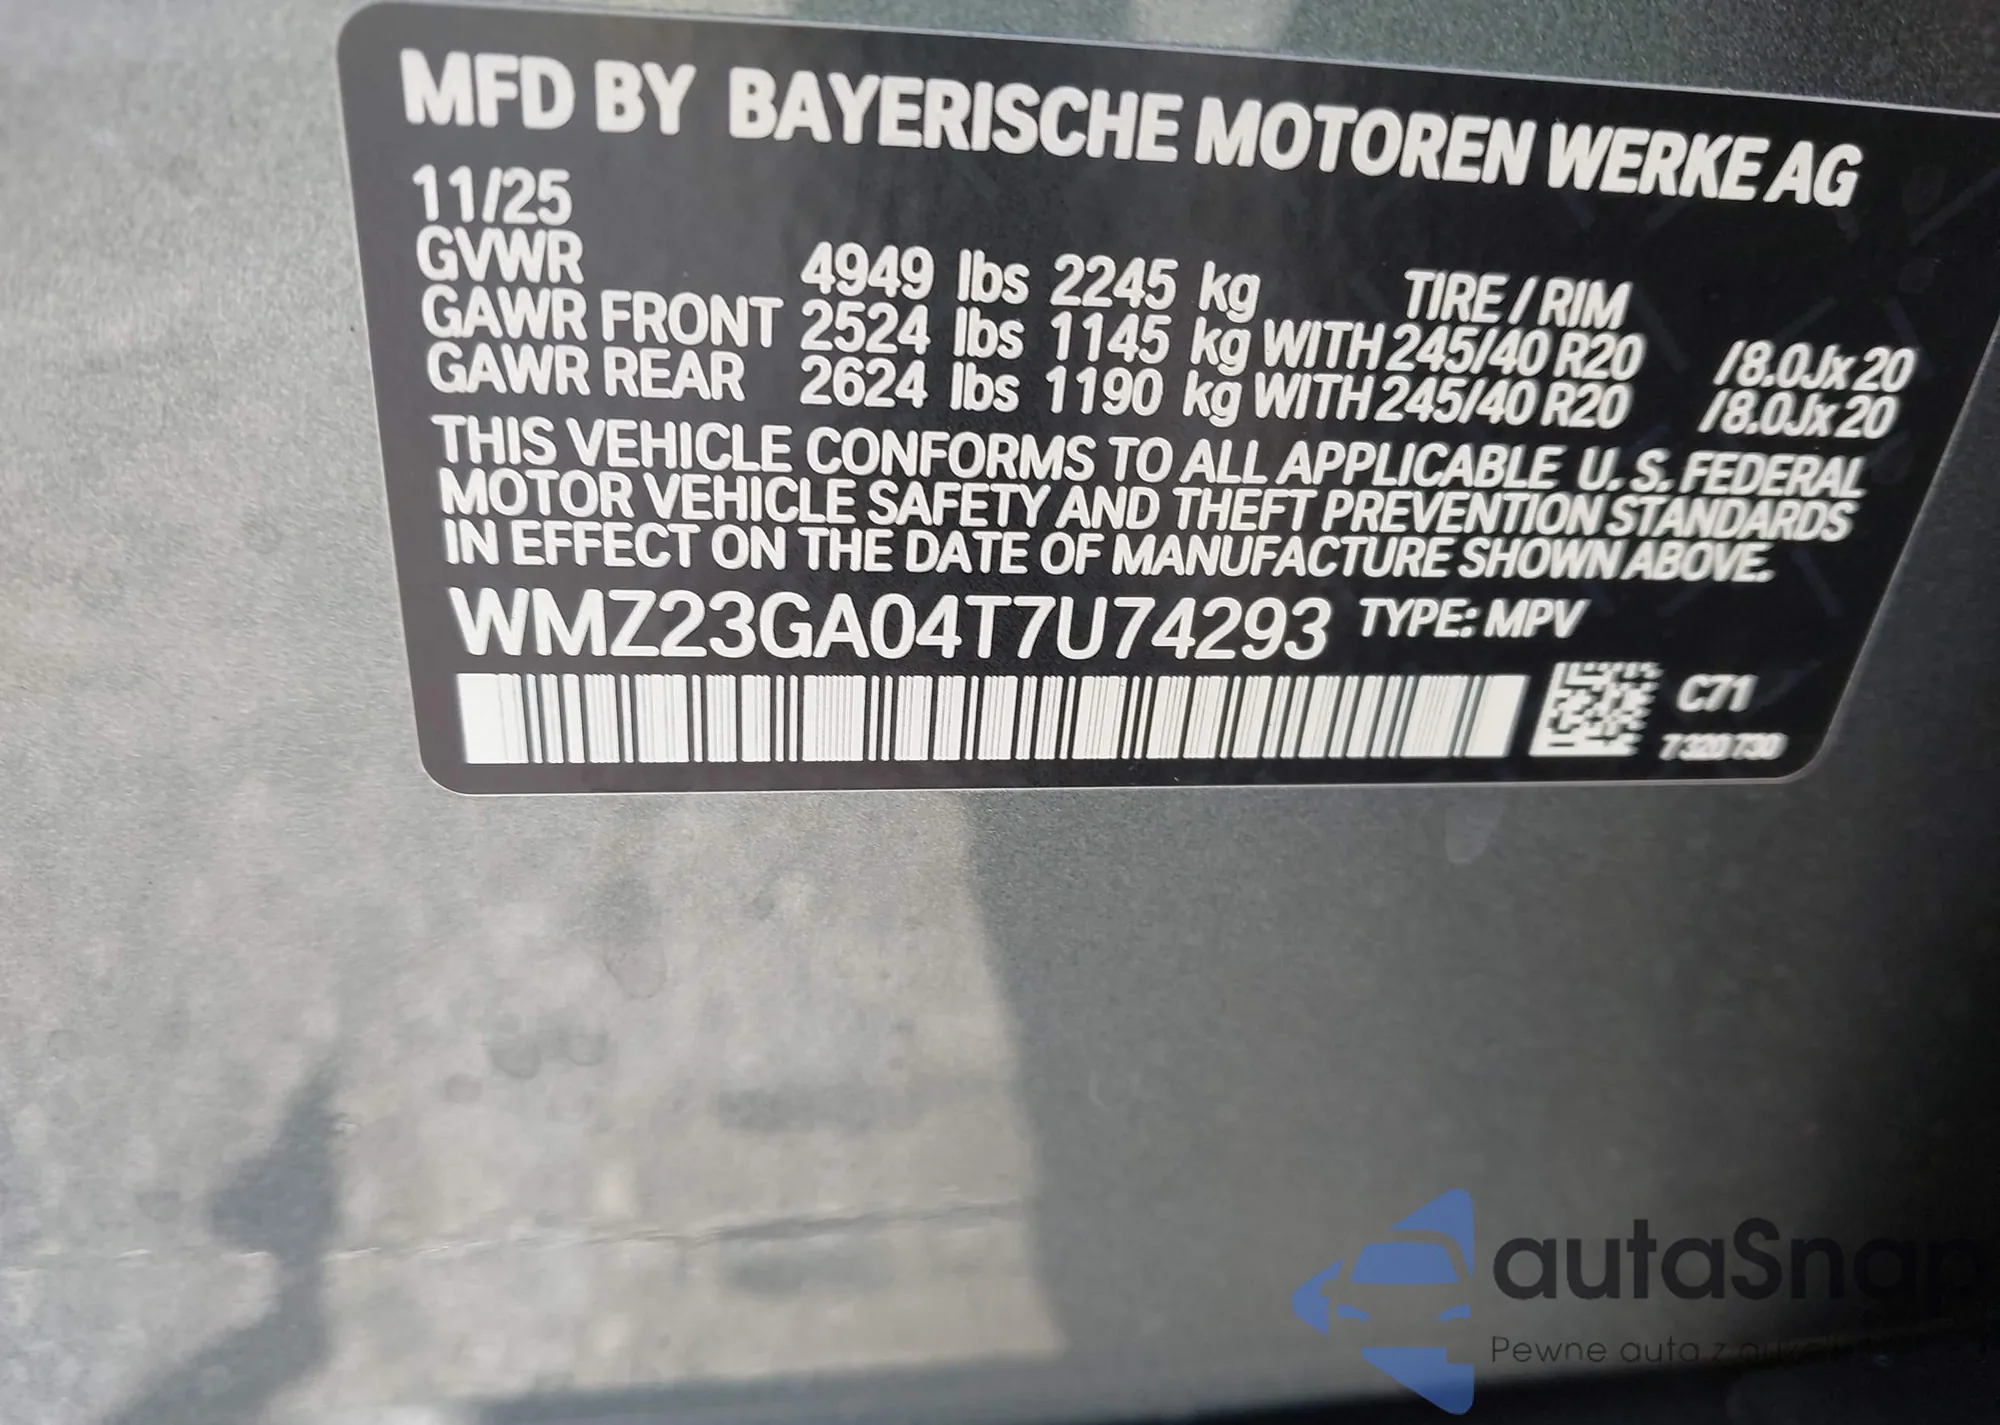 MFD BY BAYERISCHE MOTOREN WERKE AG
11/25
GVWR 4949 lbs 2245 kg TIRE / RIM
GAWR FRONT 2524 lbs 1145 kg WITH 245/40 R20 /8.0Jx20
GAWR REAR 2624 lbs 1190 kg WITH 245/40 R20 /8.0Jx20
THIS VEHICLE CONFORMS TO ALL APPLICABLE U. S. FEDERAL
MOTOR VEHICLE SAFETY AND THEFT PREVENTION STANDARDS
IN EFFECT ON THE DATE OF MANUFACTURE SHOWN ABOVE.
WMZ23GA04T7U74293 TYPE: MPV
C71
7320730
autaSnap
Pewne auta z